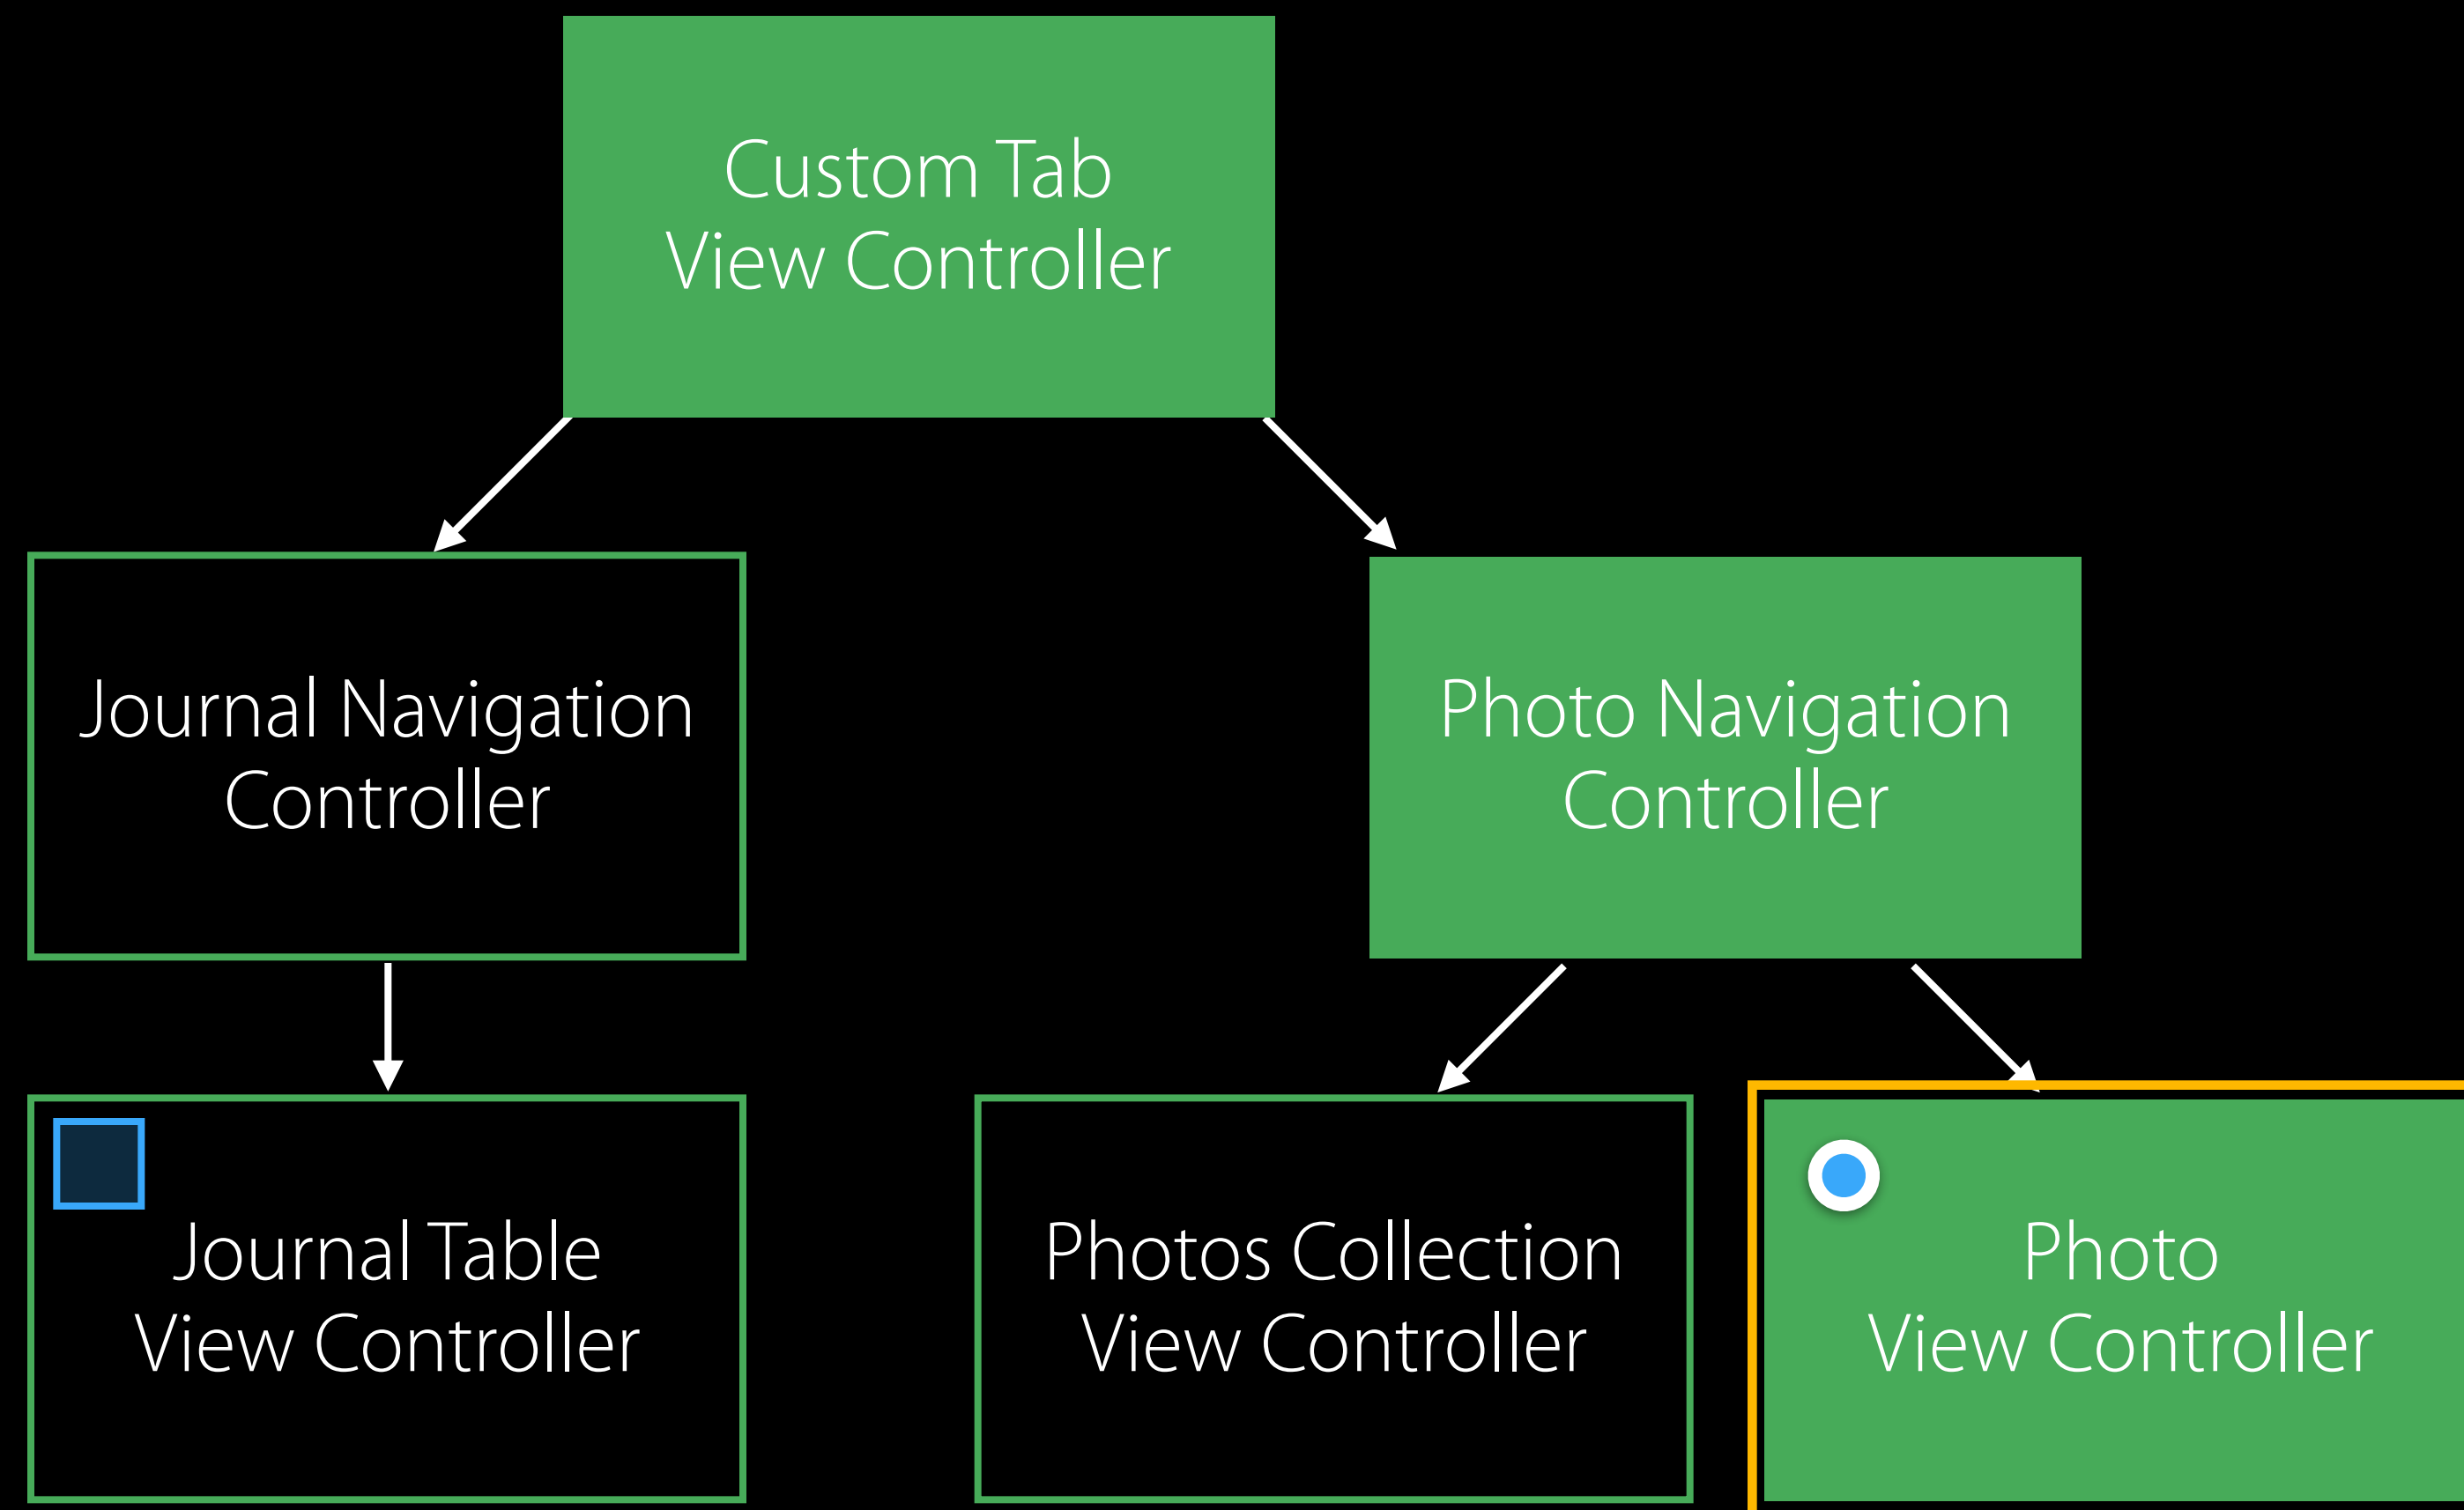 Custom Tab
View Controller
Journal Navigation
Controller
Photo Navigation
Controller
Journal Table
View Controller
Photos Collection
View Controller
Photo
View Controller